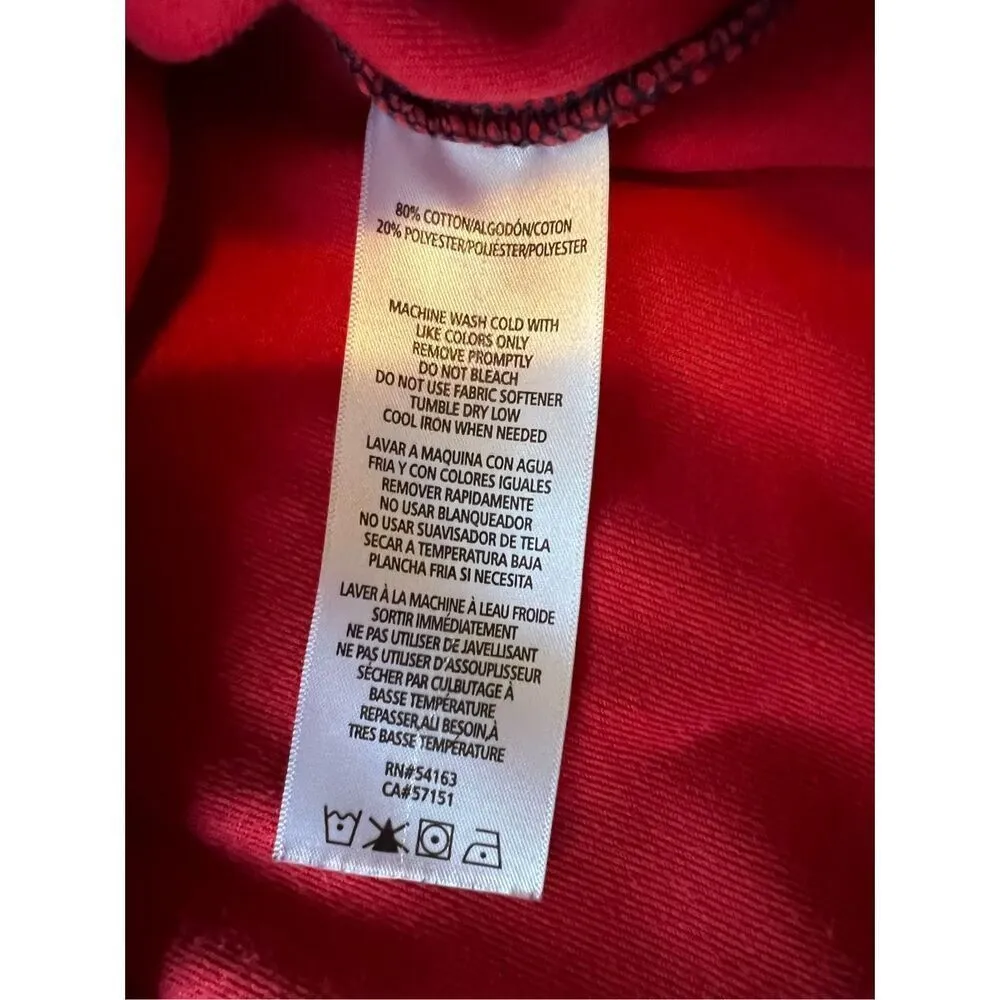 80% COTTON/ALGODÓN/COTON
20% POLYESTER/POLIÉSTER/POLYESTER
MACHINE WASH COLD WITH
LIKE COLORS ONLY
REMOVE PROMPTLY
DO NOT BLEACH
DO NOT USE FABRIC SOFTENER
TUMBLE DRY LOW
COOL IRON WHEN NEEDED
LAVAR A MAQUINA CON AGUA
FRIA Y CON COLORES IGUALES
REMOVER RAPIDAMENTE
NO USAR BLANQUEADOR
NO USAR SUAVISADOR DE TELA
SECAR A TEMPERATURA BAJA
PLANCHA FRIA SI NECESITA
LAVER À LA MACHINE À LEAU FROIDE
SORTIR IMMÉDIATEMENT
NE PAS UTILISER DE JAVELLISANT
NE PAS UTILISER D'ASSOUPLISSEUR
SÉCHER PAR CULBUTAGE À
BASSE TEMPÉRATURE
REPASSER,AU BESOIN,À
TRES BASSE TEMPÉRATURE
RN#54163
CA#57151